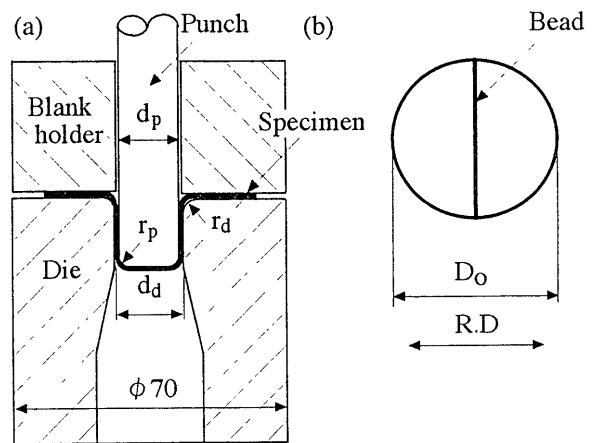 (a)
Punch
(b)
Bead
Blank
holder
dp
Specimen
rp
rd
Die
dd
Do
R.D
φ70